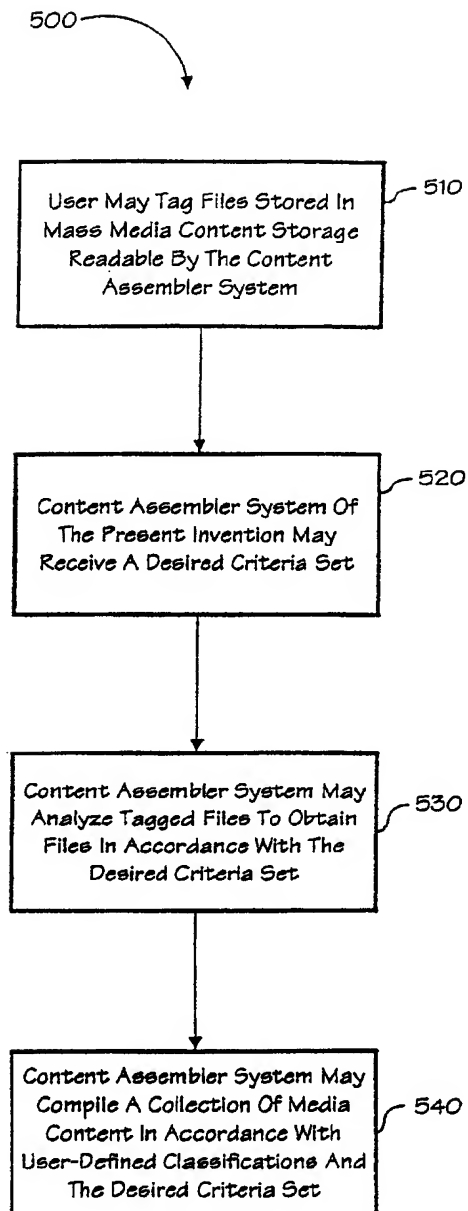 500
User May Tag Files Stored In
Mass Media Content Storage
Readable By The Content
Assembler System
510
Content Assembler System Of
The Present Invention May
Receive A Desired Criteria Set
520
Content Assembler System May
Analyze Tagged Files To Obtain
Files In Accordance With The
Desired Criteria Set
530
Content Assembler System May
Compile A Collection Of Media
Content In Accordance With
User-Defined Classifications And
The Desired Criteria Set
540